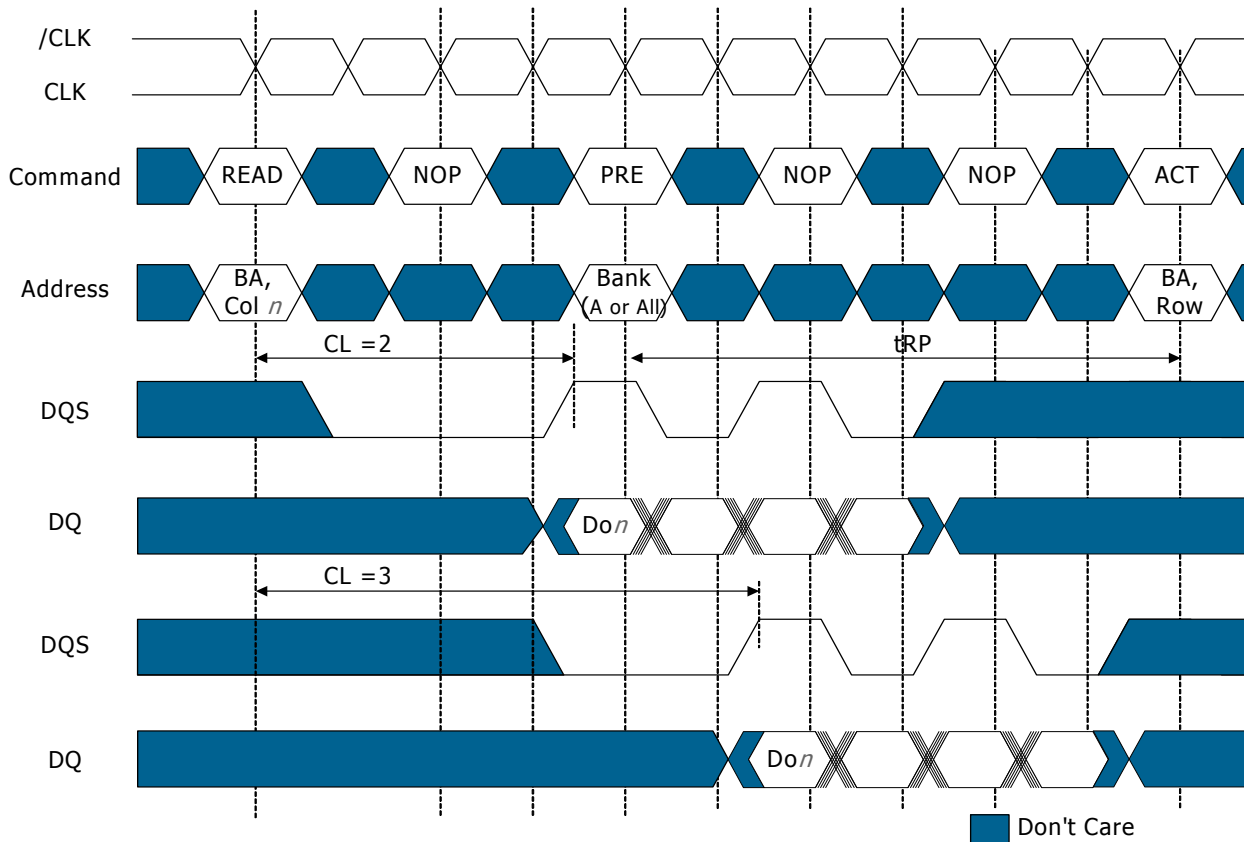 /CLK
CLK
Command
READ
NOP
PRE
NOP
NOP
ACT
Address
BA,
Col n
Bank
(A or All)
BA,
Row
CL =2
tRP
DQS
DQ
Don
CL =3
DQS
DQ
Don
Don't Care